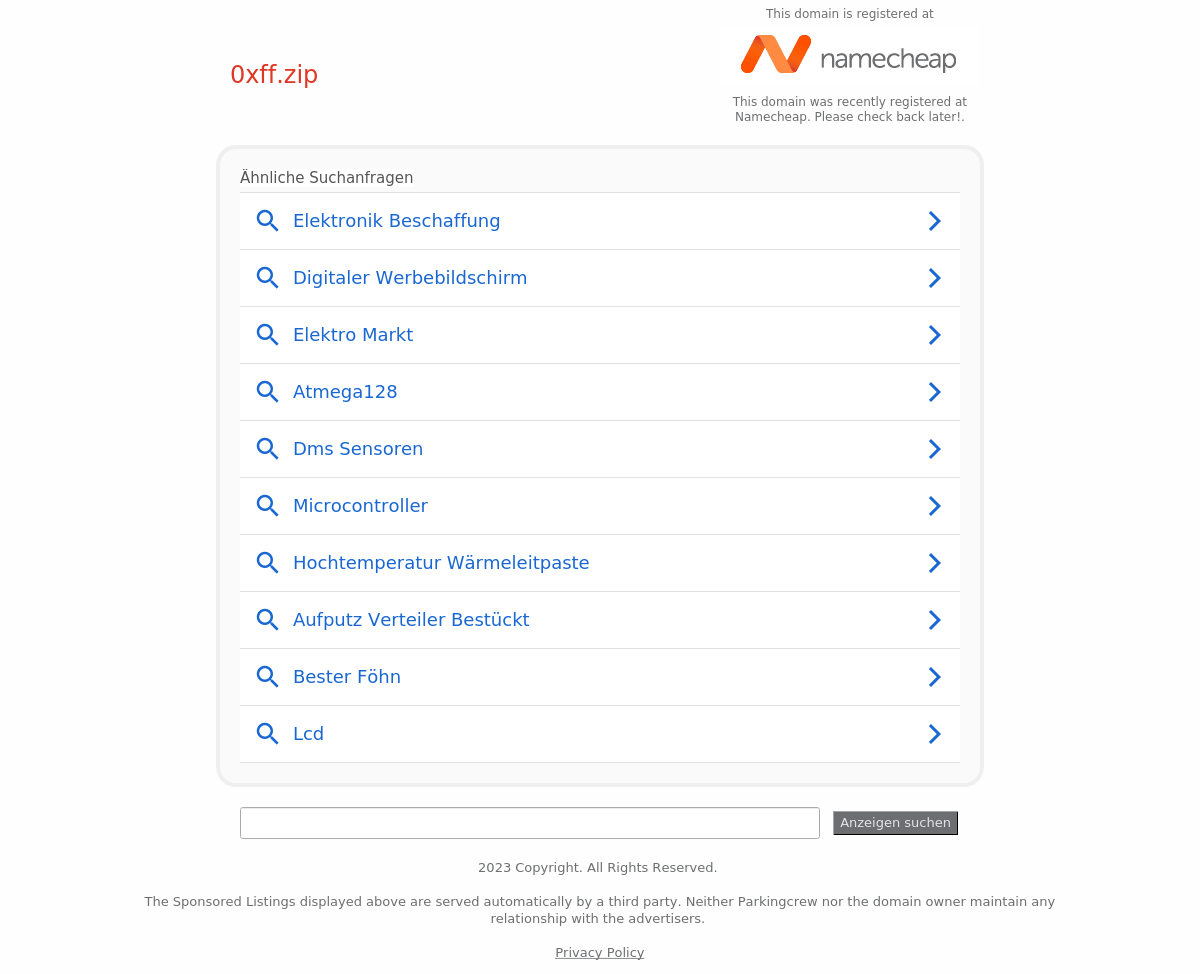 This domain is registered at
namecheap
0xff.zip
This domain was recently registered at
Namecheap. Please check back later!.
Ähnliche Suchanfragen
Elektronik Beschaffung
Digitaler Werbebildschirm
Elektro Markt
Atmega128
Dms Sensoren
Microcontroller
Hochtemperatur Wärmeleitpaste
Aufputz Verteiler Bestückt
Bester Föhn
Lcd
Anzeigen suchen
2023 Copyright. All Rights Reserved.
The Sponsored Listings displayed above are served automatically by a third party. Neither Parkingcrew nor the domain owner maintain any
relationship with the advertisers.
Privacy Policy